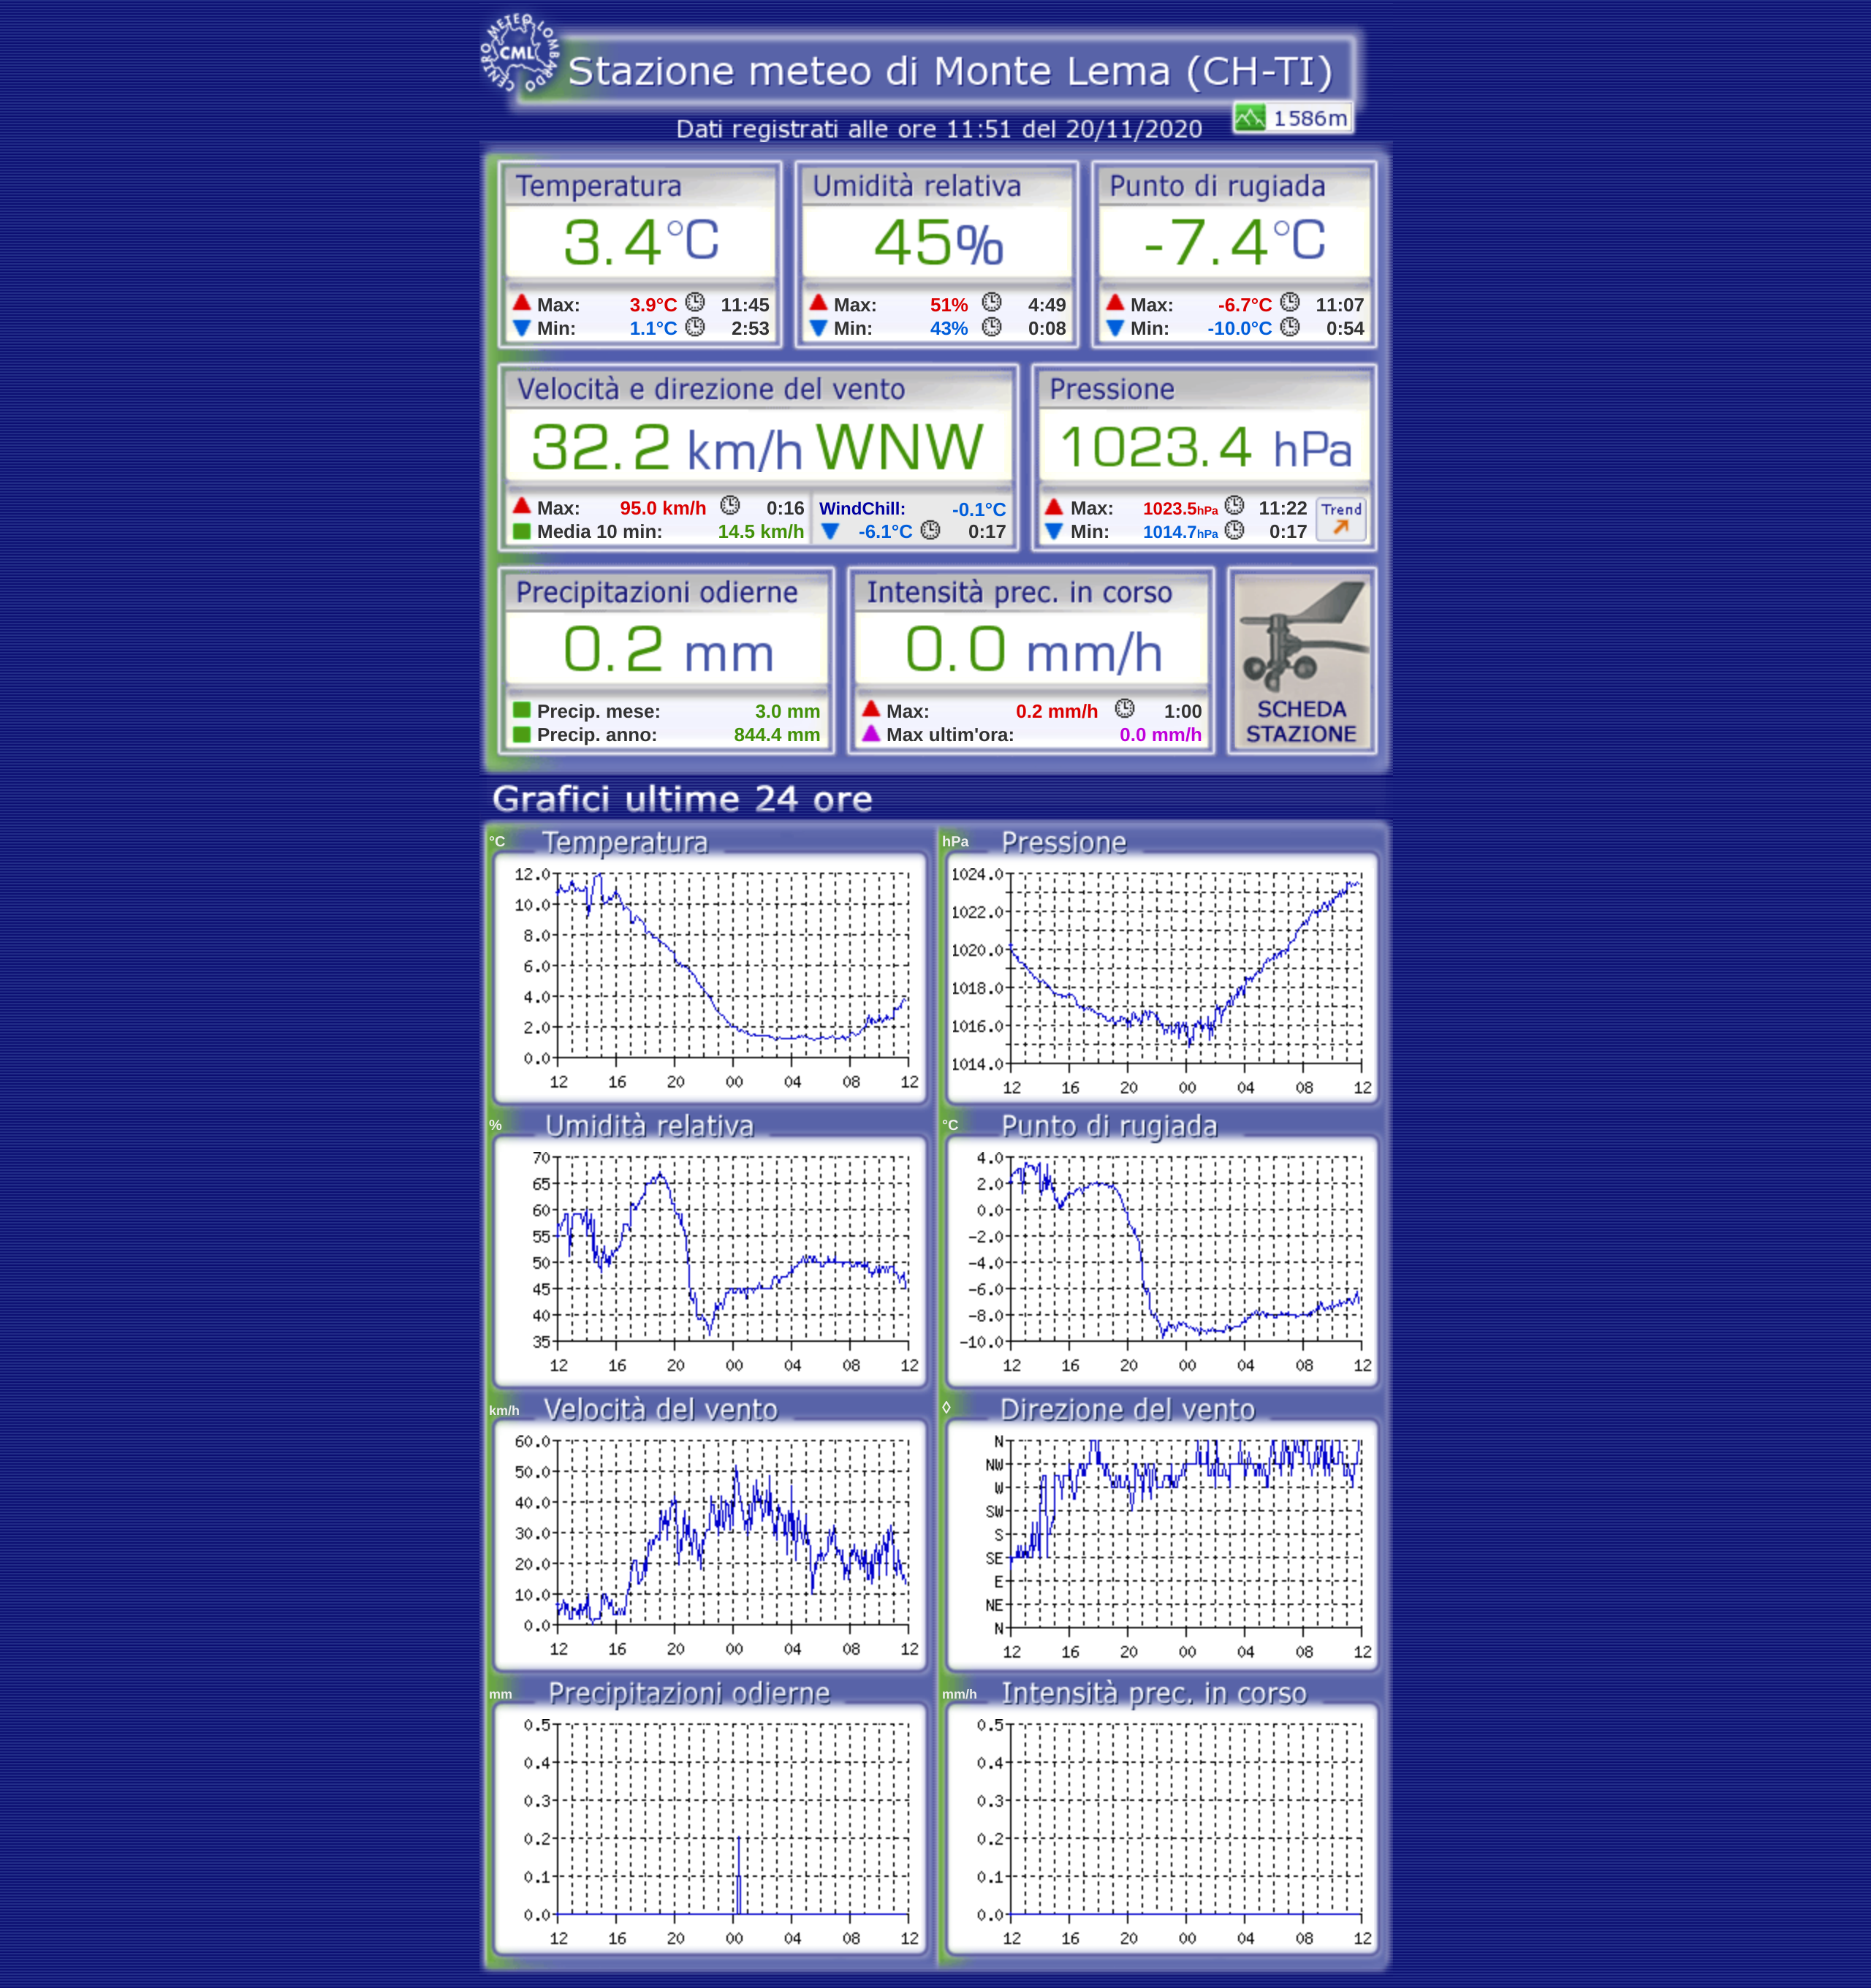 CENTRO METEO LOMBARDO
CML
Stazione meteo di Monte Lema (CH-TI)
1586m
Dati registrati alle ore 11:51 del 20/11/2020
Temperatura Umidità relativa Punto di rugiada
3.4°C 45% -7.4°C
Max: 3.9°C 11:45 Max: 51% 4:49 Max: -6.7°C 11:07
Min: 1.1°C 2:53 Min: 43% 0:08 Min: -10.0°C 0:54
Velocità e direzione del vento Pressione
32.2 km/h WNW 1023.4 hPa
Max: 95.0 km/h 0:16 WindChill: -0.1°C Max: 1023.5hPa 11:22 Trend
Media 10 min: 14.5 km/h -6.1°C 0:17 Min: 1014.7hPa 0:17
Precipitazioni odierne Intensità prec. in corso
0.2 mm 0.0 mm/h
Precip. mese: 3.0 mm Max: 0.2 mm/h 1:00 SCHEDA
Precip. anno: 844.4 mm Max ultim'ora: 0.0 mm/h STAZIONE
Grafici ultime 24 ore
°C Temperatura
12.0
10.0
8.0
6.0
4.0
2.0
0.0
12 16 20 00 04 08 12
hPa Pressione
1024.0
1022.0
1020.0
1018.0
1016.0
1014.0
12 16 20 00 04 08 12
% Umidità relativa
70
65
60
55
50
45
40
35
12 16 20 00 04 08 12
°C Punto di rugiada
4.0
2.0
0.0
-2.0
-4.0
-6.0
-8.0
-10.0
12 16 20 00 04 08 12
km/h Velocità del vento
60.0
50.0
40.0
30.0
20.0
10.0
0.0
12 16 20 00 04 08 12
◊ Direzione del vento
N
NW
W
SW
S
SE
E
NE
N
12 16 20 00 04 08 12
mm Precipitazioni odierne
0.5
0.4
0.3
0.2
0.1
0.0
12 16 20 00 04 08 12
mm/h Intensità prec. in corso
0.5
0.4
0.3
0.2
0.1
0.0
12 16 20 00 04 08 12